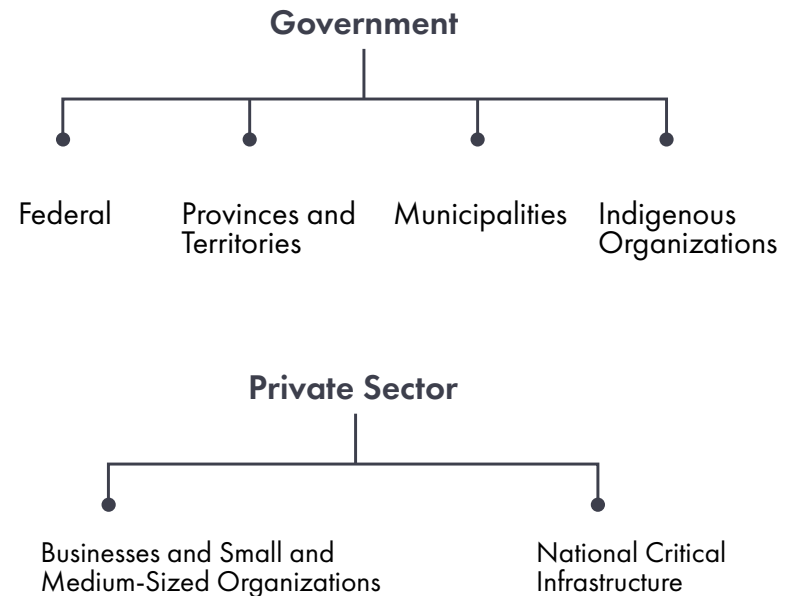 Government
Federal
Provinces and
Territories
Municipalities
Indigenous
Organizations
Private Sector
Businesses and Small and
Medium-Sized Organizations
National Critical
Infrastructure